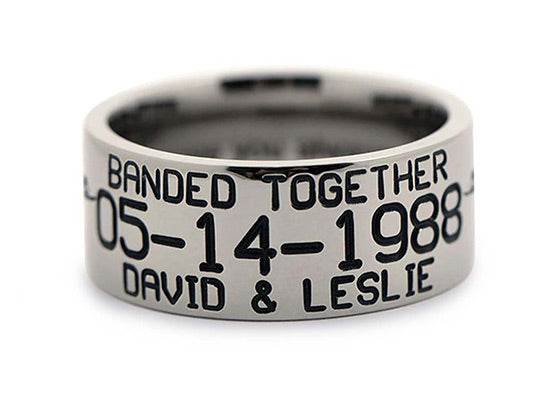 BANDED TOGETHER
05-14-1988
DAVID & LESLIE